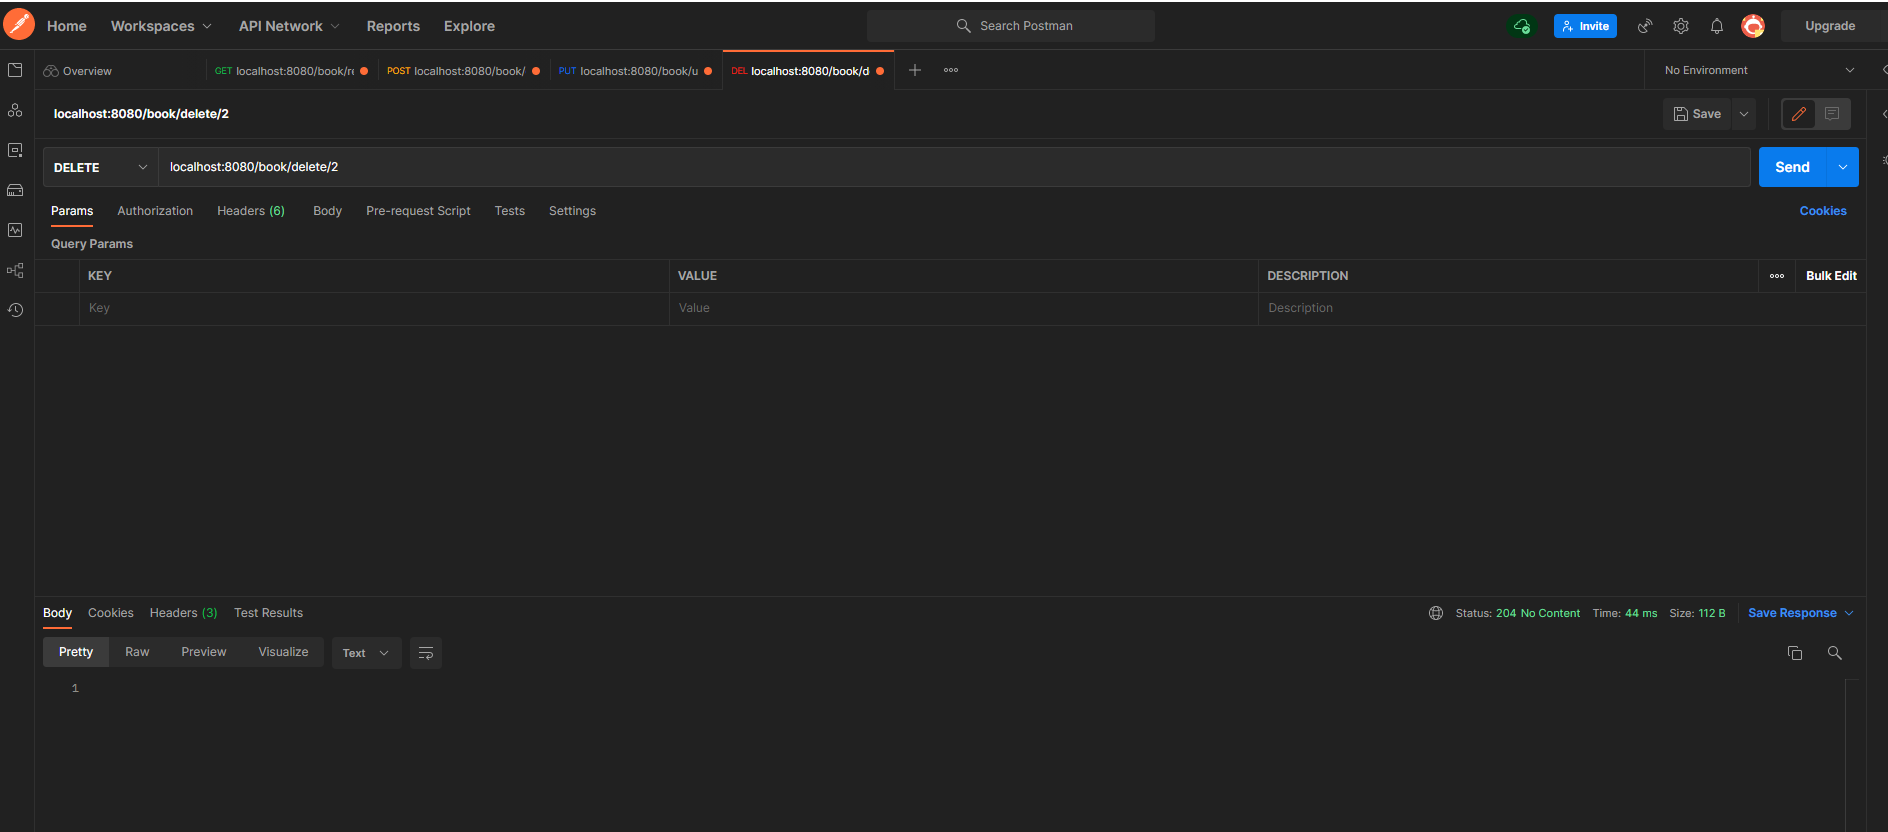 Home Workspaces API Network Reports Explore Search Postman Invite Upgrade
Overview GET localhost:8080/book/re POST localhost:8080/book/ PUT localhost:8080/book/u DEL localhost:8080/book/d No Environment
localhost:8080/book/delete/2 Save
DELETE localhost:8080/book/delete/2 Send
Params Authorization Headers (6) Body Pre-request Script Tests Settings Cookies
Query Params
KEY VALUE DESCRIPTION Bulk Edit
Key Value Description
Body Cookies Headers (3) Test Results Status: 204 No Content Time: 44 ms Size: 112 B Save Response
Pretty Raw Preview Visualize Text
1